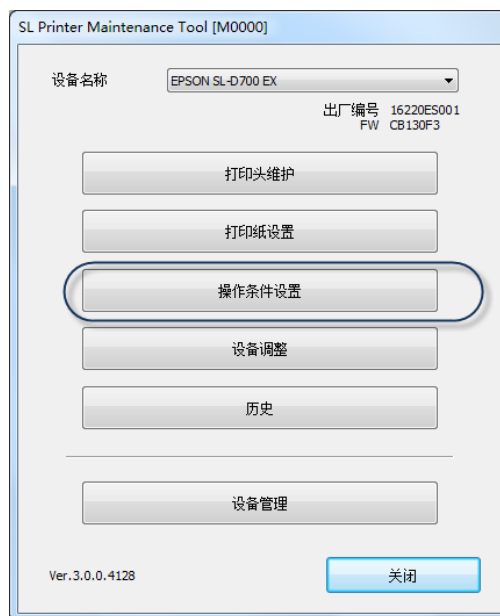 SL Printer Maintenance Tool [M0000]
设备名称 EPSON SL-D700 EX
出厂编号 16220ES001
FW CB130F3
打印头维护
打印纸设置
操作条件设置
设备调整
历史
设备管理
Ver.3.0.0.4128 关闭